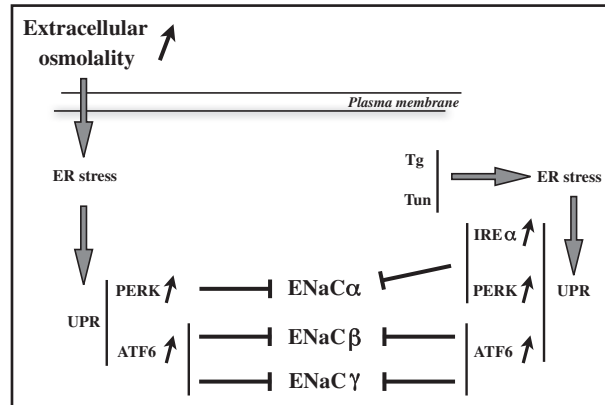 Extracellular
osmolality
Plasma membrane
ER stress
Tg
Tun
ER stress
IREα
PERK
UPR
PERK
UPR
ATF6
ENaCα
ENaCβ
ENaCγ
ATF6